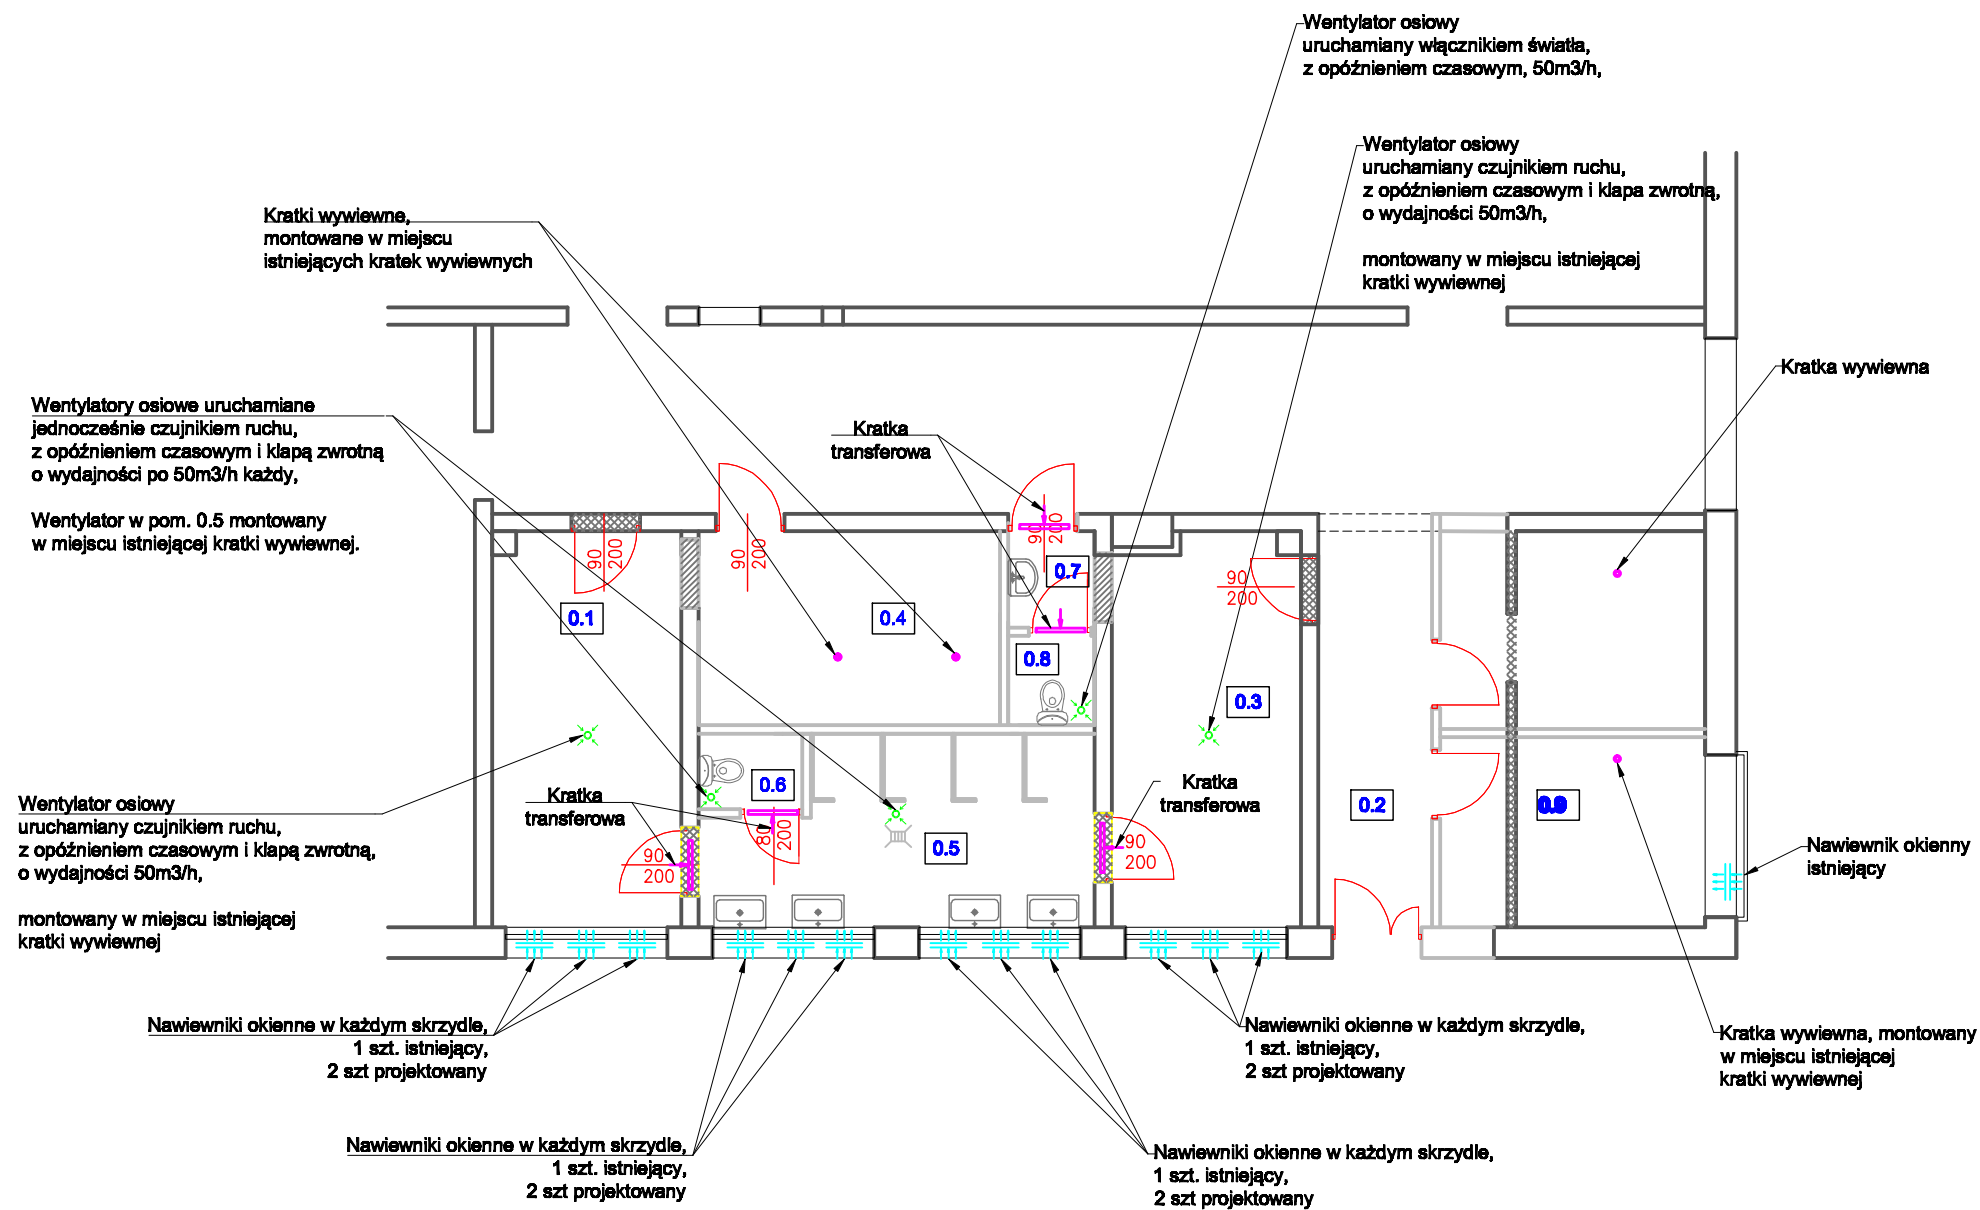 Wentylator osiowy
uruchamiany włącznikiem światła,
z opóźnieniem czasowym, 50m3/h,
Wentylator osiowy
uruchamiany czujnikiem ruchu,
z opóźnieniem czasowym i klapa zwrotną,
o wydajności 50m3/h,
montowany w miejscu istniejącej
kratki wywiewnej
Kratki wywiewne,
montowane w miejscu
istniejących kratek wywiewnych
Kratka wywiewna
Wentylatory osiowe uruchamiane
jednocześnie czujnikiem ruchu,
z opóźnieniem czasowym i klapą zwrotną
o wydajności po 50m3/h każdy,
Wentylator w pom. 0.5 montowany
w miejscu istniejącej kratki wywiewnej.
Kratka
transferowa
90
200
90
200
90
200
0.7
90
200
0.1
0.4
0.8
0.3
0.6
0.2
0.5
Kratka
transferowa
80
200
90
200
Kratka
transferowa
90
200
Wentylator osiowy
uruchamiany czujnikiem ruchu,
z opóźnieniem czasowym i klapą zwrotną,
o wydajności 50m3/h,
montowany w miejscu istniejącej
kratki wywiewnej
Nawiewnik okienny
istniejący
Nawiewniki okienne w każdym skrzydle,
1 szt. istniejący,
2 szt projektowany
Nawiewniki okienne w każdym skrzydle,
1 szt. istniejący,
2 szt projektowany
Kratka wywiewna, montowany
w miejscu istniejącej
kratki wywiewnej
Nawiewniki okienne w każdym skrzydle,
1 szt. istniejący,
2 szt projektowany
Nawiewniki okienne w każdym skrzydle,
1 szt. istniejący,
2 szt projektowany